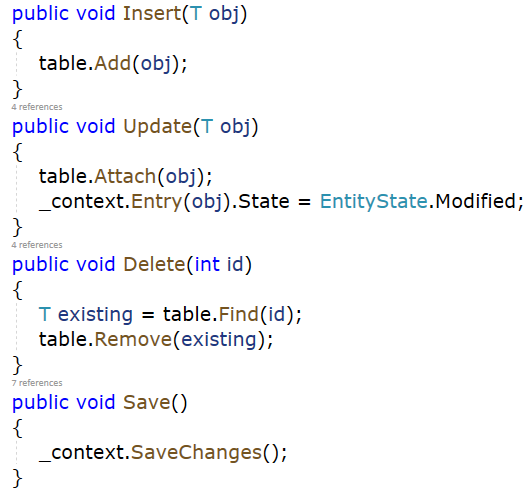 public void Insert(T obj)
{
table.Add(obj);
}
4 references
public void Update(T obj)
{
table.Attach(obj);
_context.Entry(obj).State = EntityState.Modified;
}
4 references
public void Delete(int id)
{
T existing = table.Find(id);
table.Remove(existing);
}
7 references
public void Save()
{
_context.SaveChanges();
}